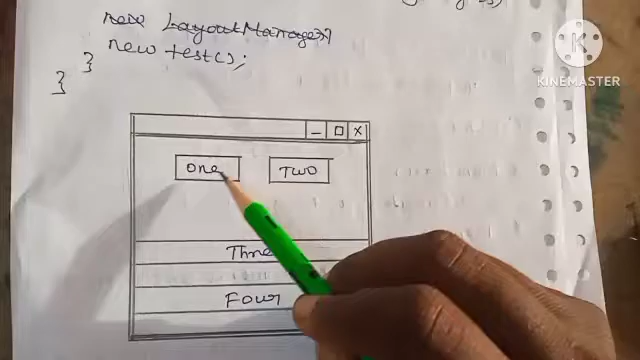 new LayoutManager
new test();
}
}
KINEMASTER
One
TWO
Three
Four